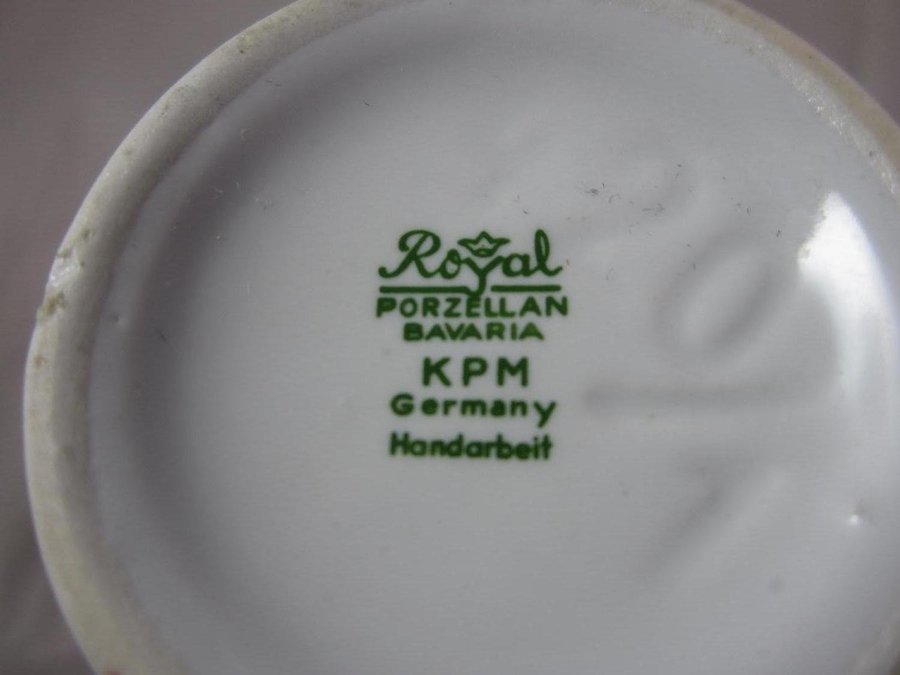 Royal
PORZELLAN
BAVARIA
KPM
Germany
Handarbeit